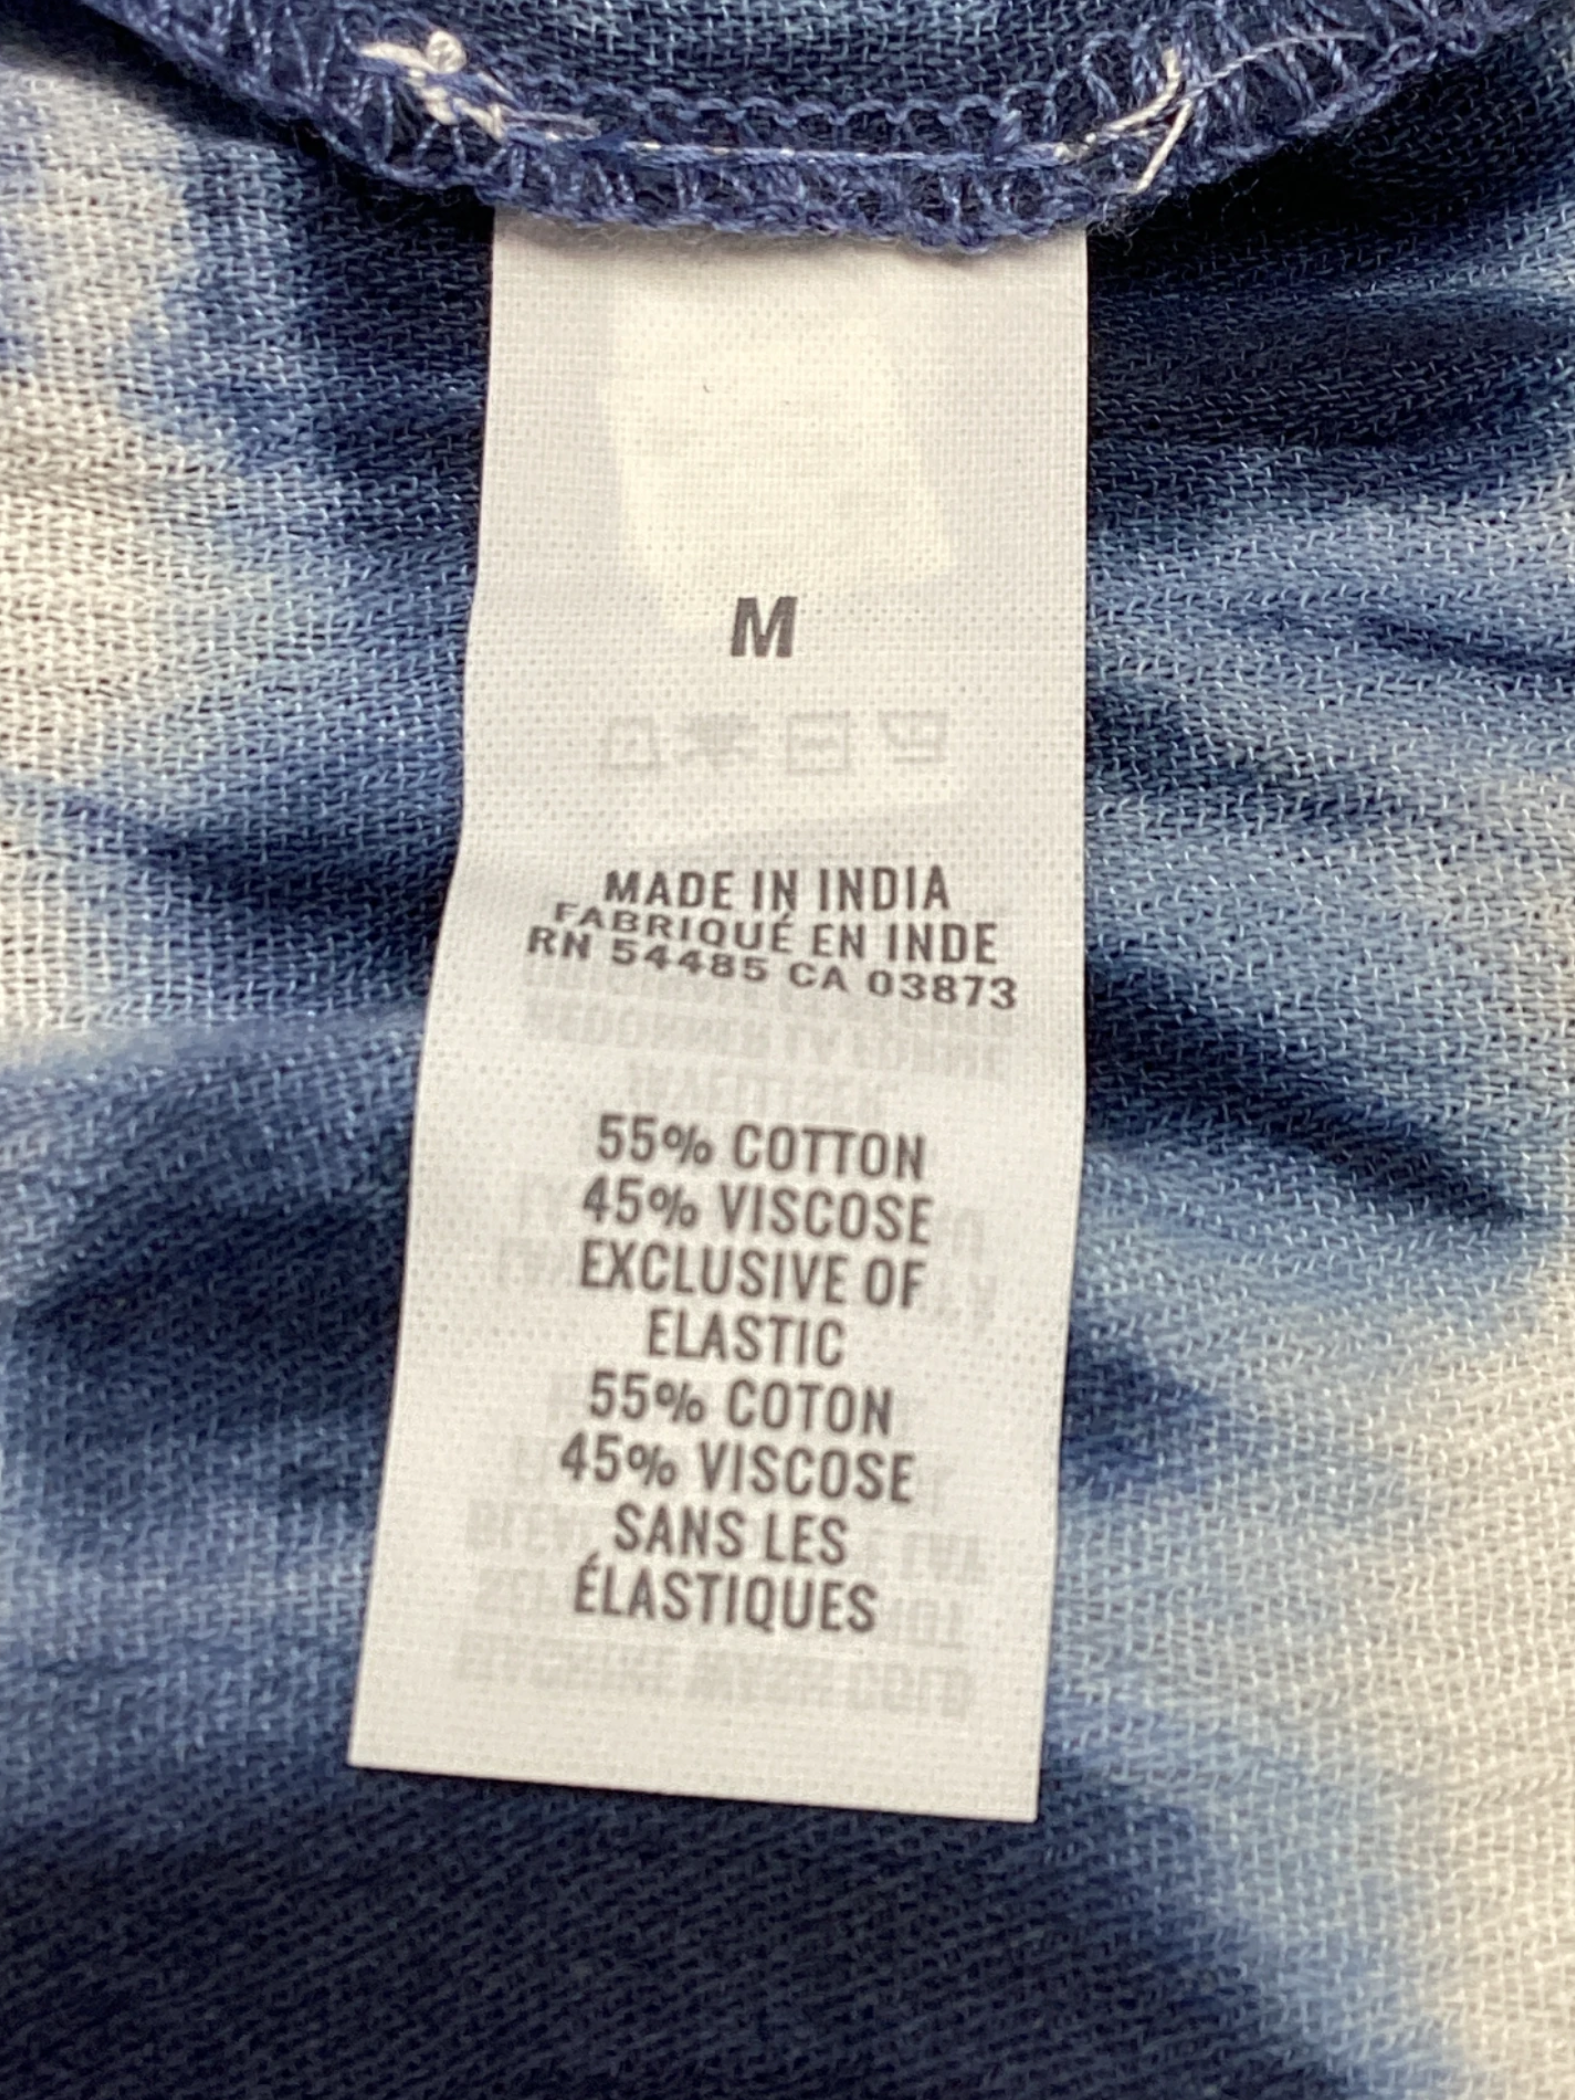 M
MADE IN INDIA
FABRIQUÉ EN INDE
RN 54485 CA 03873
55% COTTON
45% VISCOSE
EXCLUSIVE OF
ELASTIC
55% COTON
45% VISCOSE
SANS LES
ÉLASTIQUES